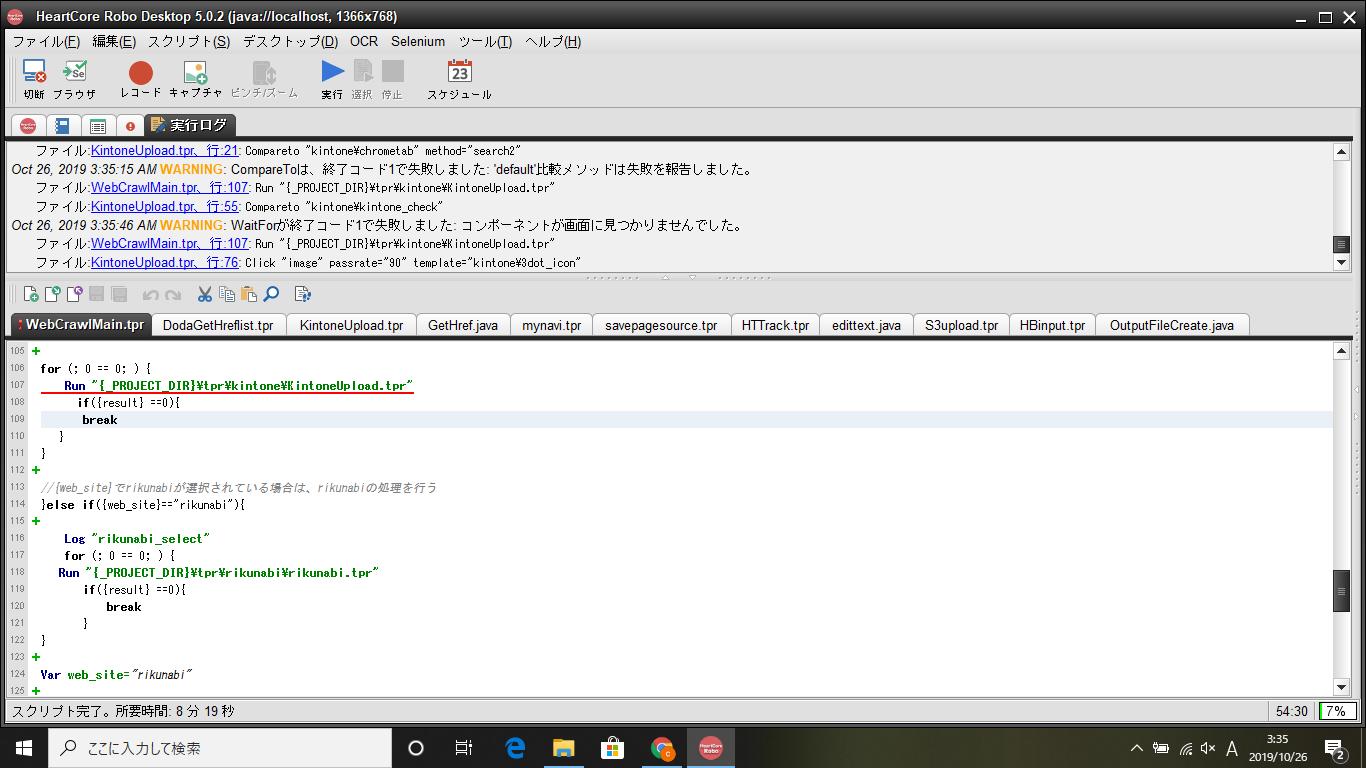 HeartCore Robo Desktop 5.0.2 (java://localhost, 1366x768)
ファイル(F) 編集(E) スクリプト(S) デスクトップ(D) OCR Selenium ツール(T) ヘルプ(H)
切断 ブラウザ レコード キャプチャ ピンチ/ズーム 実行 選択 停止 23 スケジュール
実行ログ
ファイル:KintoneUpload.tpr、行:21: Compareto "kintone¥chrometab" method="search2"
Oct 26, 2019 3:35:15 AM WARNING: CompareToは、終了コード1で失敗しました: 'default'比較メソッドは失敗を報告しました。
ファイル:WebCrawlMain.tpr、行:107: Run "{_PROJECT_DIR}¥tpr¥kintone¥KintoneUpload.tpr"
ファイル:KintoneUpload.tpr、行:55: Compareto "kintone¥kintone_check"
Oct 26, 2019 3:35:46 AM WARNING: WaitForが終了コード1で失敗しました: コンポーネントが画面に見つかりませんでした。
ファイル:WebCrawlMain.tpr、行:107: Run "{_PROJECT_DIR}¥tpr¥kintone¥KintoneUpload.tpr"
ファイル:KintoneUpload.tpr、行:76: Click "image" passrate="90" template="kintone¥3dot_icon"
WebCrawlMain.tpr DodaGetHreflist.tpr KintoneUpload.tpr GetHref.java mynavi.tpr savepagesource.tpr HTTrack.tpr edittext.java S3upload.tpr HBinput.tpr OutputFileCreate.java
105
106 for (; 0 == 0; ) {
107 Run "{_PROJECT_DIR}¥tpr¥kintone¥KintoneUpload.tpr"
108 if({result} ==0){
109 break
110 }
111 }
112
113 //{web_site}でrikunabiが選択されている場合は、rikunabiの処理を行う
114 }else if({web_site}=="rikunabi"){
115
116 Log "rikunabi_select"
117 for (; 0 == 0; ) {
118 Run "{_PROJECT_DIR}¥tpr¥rikunabi¥rikunabi.tpr"
119 if({result} ==0){
120 break
121 }
122 }
123
124 Var web_site="rikunabi"
125
スクリプト完了。所要時間: 8 分 19 秒 54:30 7%
ここに入力して検索 A 3:35
2019/10/26 2